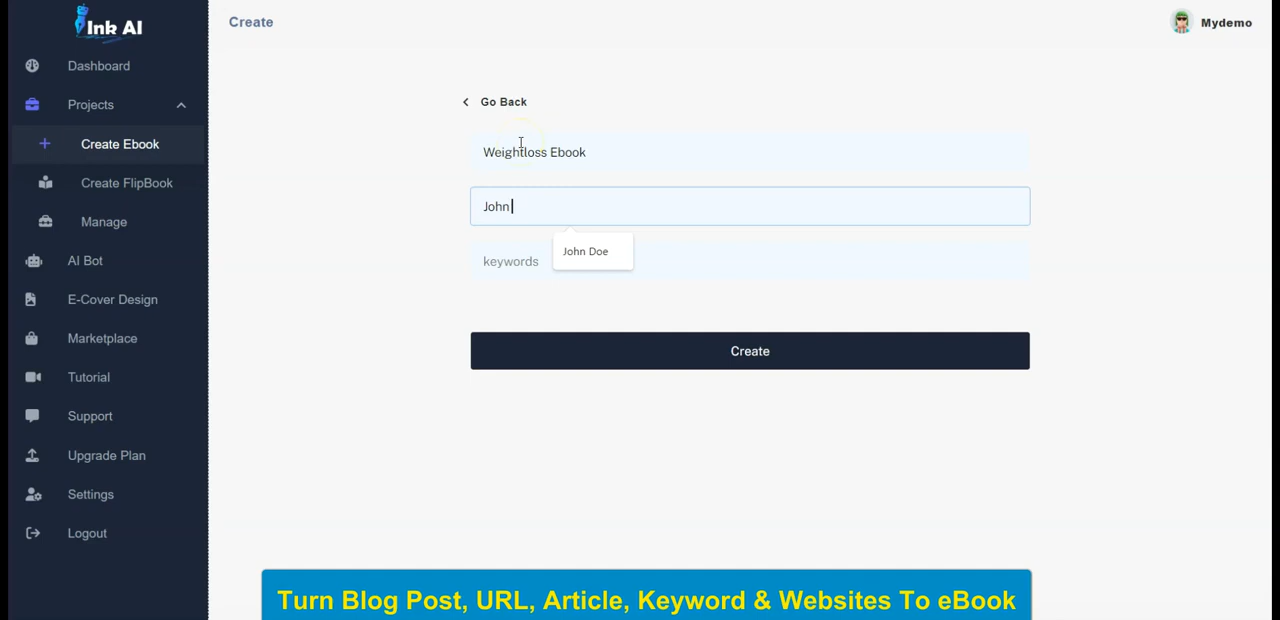 Ink AI
Create
Mydemo
Dashboard
Projects
Create Ebook
Create FlipBook
Manage
AI Bot
E-Cover Design
Marketplace
Tutorial
Support
Upgrade Plan
Settings
Logout
Go Back
Weightloss Ebook
John
John Doe
keywords
Create
Turn Blog Post, URL, Article, Keyword & Websites To eBook